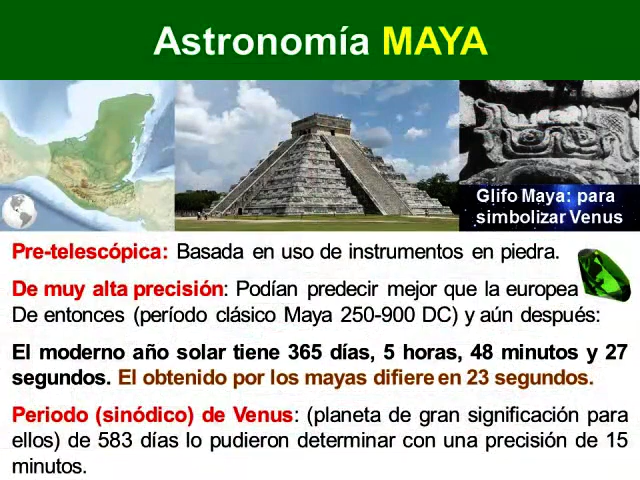 Astronomía MAYA
Glifo Maya: para
simbolizar Venus
Pre-telescópica: Basada en uso de instrumentos en piedra.
De muy alta precisión: Podían predecir mejor que la europea
De entonces (período clásico Maya 250-900 DC) y aún después:
El moderno año solar tiene 365 días, 5 horas, 48 minutos y 27
segundos. El obtenido por los mayas difiere en 23 segundos.
Periodo (sinódico) de Venus: (planeta de gran significación para
ellos) de 583 días lo pudieron determinar con una precisión de 15
minutos.